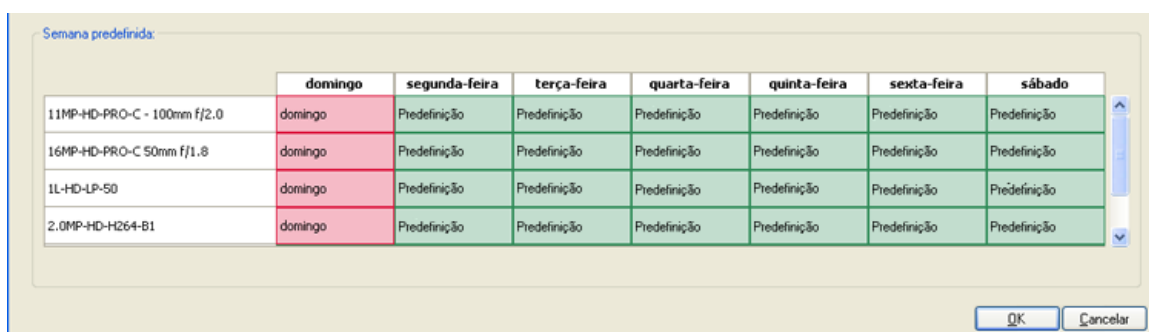 Semana predefinida:
domingo segunda-feira terça-feira quarta-feira quinta-feira sexta-feira sábado
11MP-HD-PRO-C - 100mm f/2.0 domingo Predefinição Predefinição Predefinição Predefinição Predefinição Predefinição
16MP-HD-PRO-C 50mm f/1.8 domingo Predefinição Predefinição Predefinição Predefinição Predefinição Predefinição
1L-HD-LP-50 domingo Predefinição Predefinição Predefinição Predefinição Predefinição Predefinição
2.0MP-HD-H264-B1 domingo Predefinição Predefinição Predefinição Predefinição Predefinição Predefinição
OK Cancelar